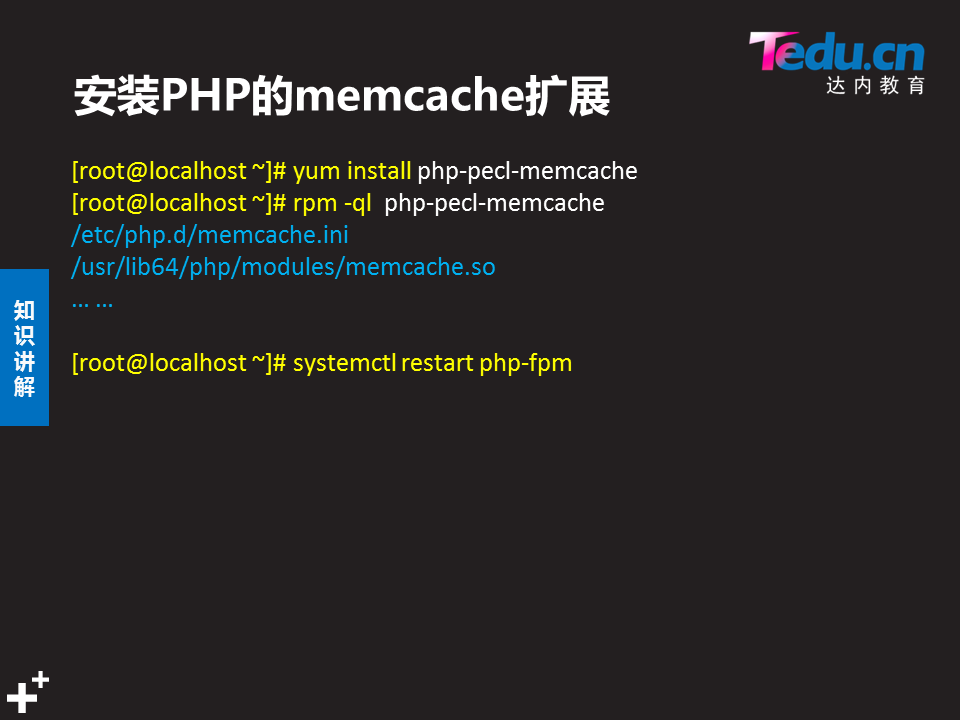 Tedu.cn
达内教育
安装PHP的memcache扩展
[root@localhost ~]# yum install php-pecl-memcache
[root@localhost ~]# rpm -ql  php-pecl-memcache
/etc/php.d/memcache.ini
/usr/lib64/php/modules/memcache.so
... ...
[root@localhost ~]# systemctl restart php-fpm
知
识
讲
解